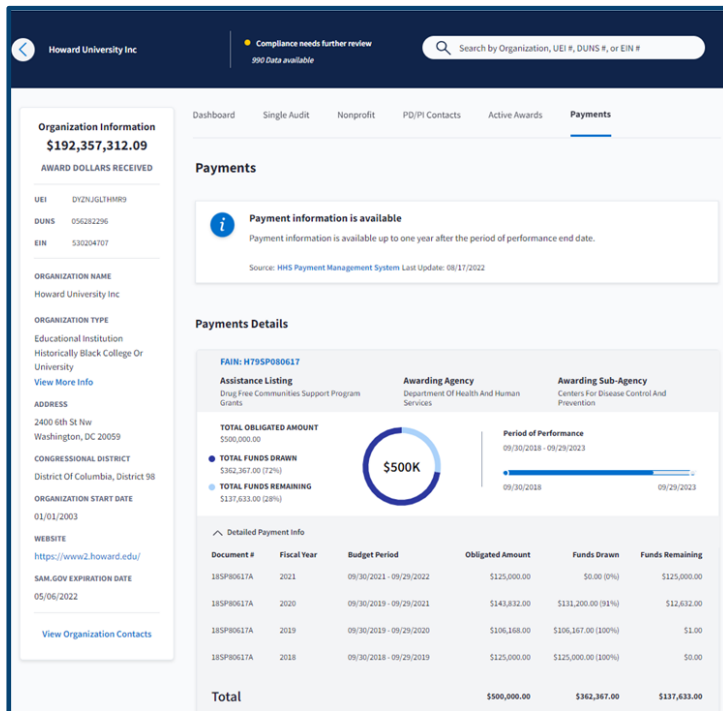 Howard University Inc
Compliance needs further review
990 Data available
Search by Organization, UEI #, DUNS #, or EIN #
Organization Information
$192,357,312.09
AWARD DOLLARS RECEIVED
UEI DYZNJGLTHMR9
DUNS 056282296
EIN 530204707
ORGANIZATION NAME
Howard University Inc
ORGANIZATION TYPE
Educational Institution
Historically Black College Or
University
View More Info
ADDRESS
2400 6th St Nw
Washington, DC 20059
CONGRESSIONAL DISTRICT
District Of Columbia, District 98
ORGANIZATION START DATE
01/01/2003
WEBSITE
https://www2.howard.edu/
SAM.GOV EXPIRATION DATE
05/06/2022
View Organization Contacts
Dashboard Single Audit Nonprofit PD/PI Contacts Active Awards Payments
Payments
Payment information is available
Payment information is available up to one year after the period of performance end date.
Source: HHS Payment Management System Last Update: 08/17/2022
Payments Details
FAIN: H79SP080617
Assistance Listing
Drug Free Communities Support Program
Grants
Awarding Agency
Department Of Health And Human
Services
Awarding Sub-Agency
Centers For Disease Control And
Prevention
TOTAL OBLIGATED AMOUNT
$500,000.00
TOTAL FUNDS DRAWN
$362,367.00 (72%)
TOTAL FUNDS REMAINING
$137,633.00 (28%)
$500K
Period of Performance
09/30/2018 - 09/29/2023
09/30/2018 09/29/2023
Detailed Payment Info
Document # Fiscal Year Budget Period Obligated Amount Funds Drawn Funds Remaining
18SP80617A 2021 09/30/2021 - 09/29/2022 $125,000.00 $0.00 (0%) $125,000.00
18SP80617A 2020 09/30/2019 - 09/29/2021 $143,832.00 $131,200.00 (91%) $12,632.00
18SP80617A 2019 09/30/2019 - 09/29/2020 $106,168.00 $106,167.00 (100%) $1.00
18SP80617A 2018 09/30/2018 - 09/29/2019 $125,000.00 $125,000.00 (100%) $0.00
Total $500,000.00 $362,367.00 $137,633.00